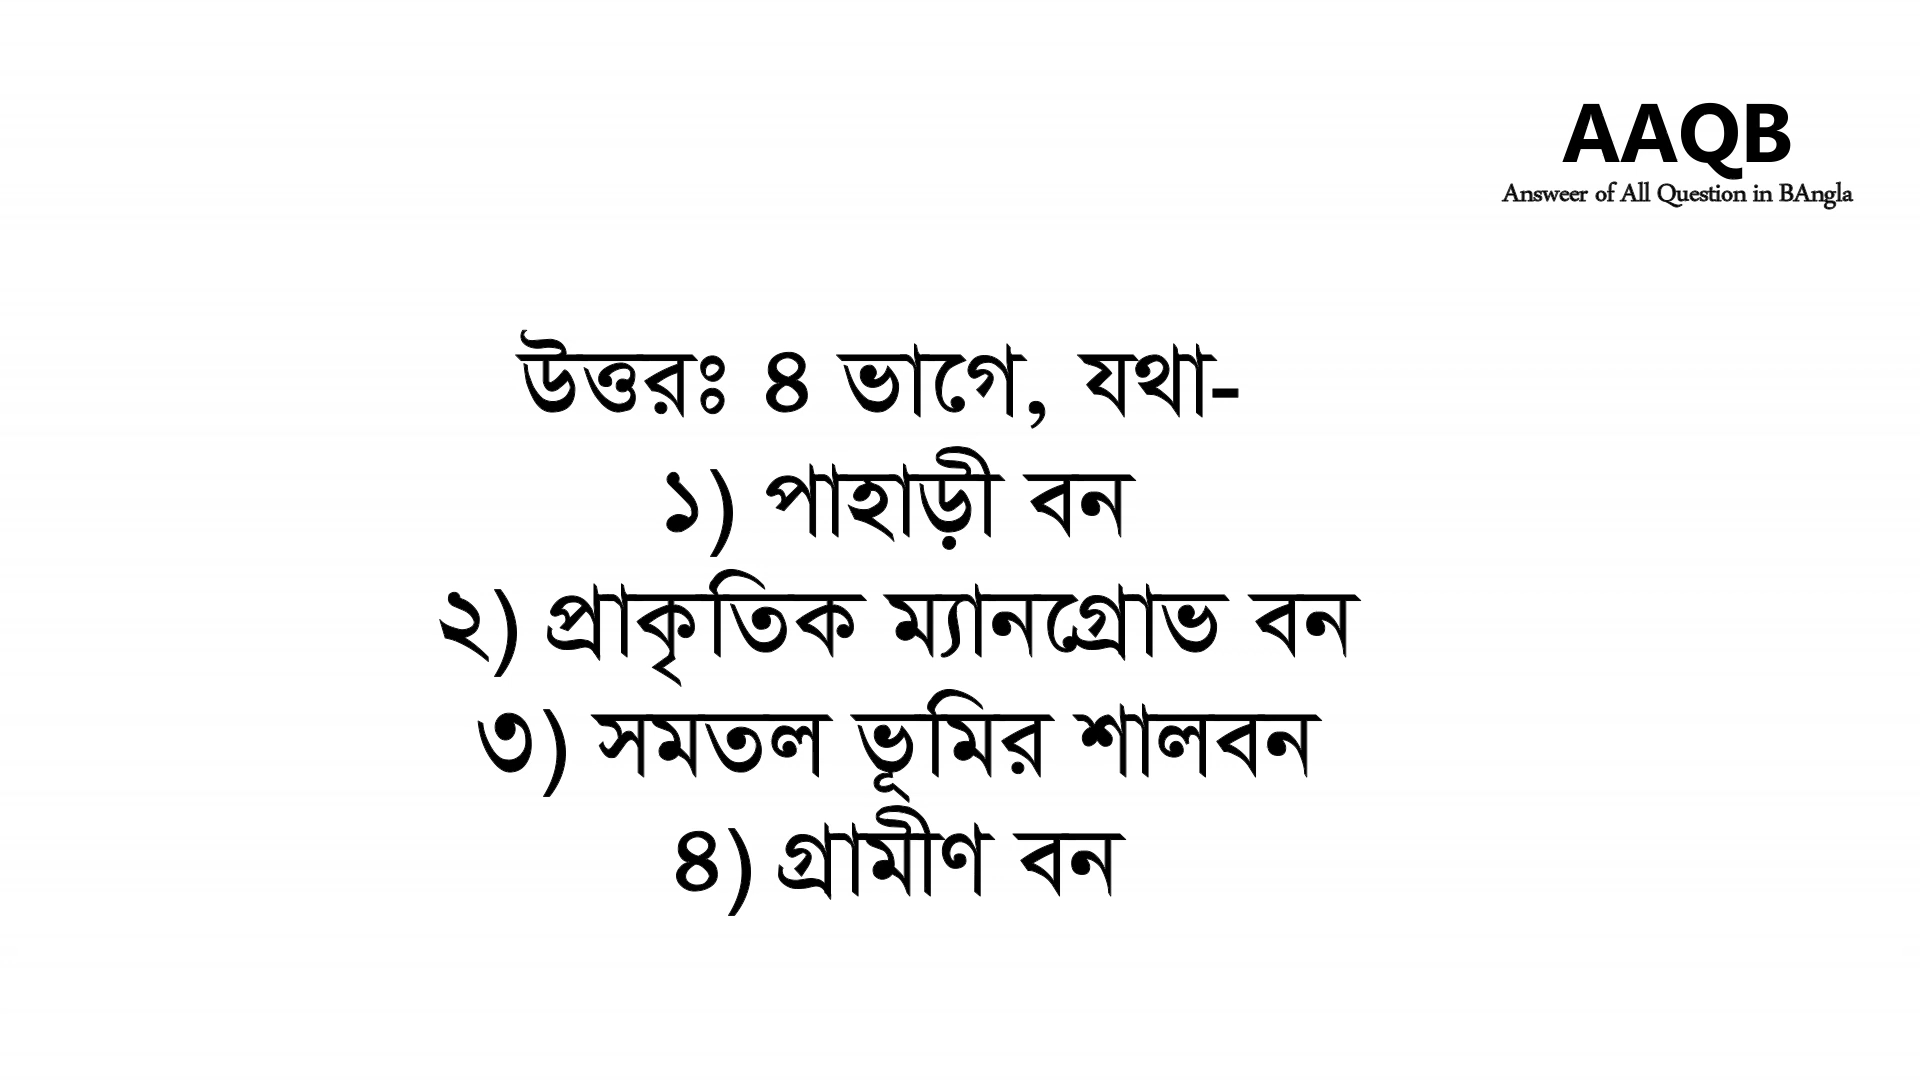 AAQB
Answeer of All Question in BAngla
উত্তরঃ ৪ ভাগে, যথা-
১) পাহাড়ী বন
২) প্রাকৃতিক ম্যানগ্রোভ বন
৩) সমতল ভূমির শালবন
৪) গ্রামীণ বন